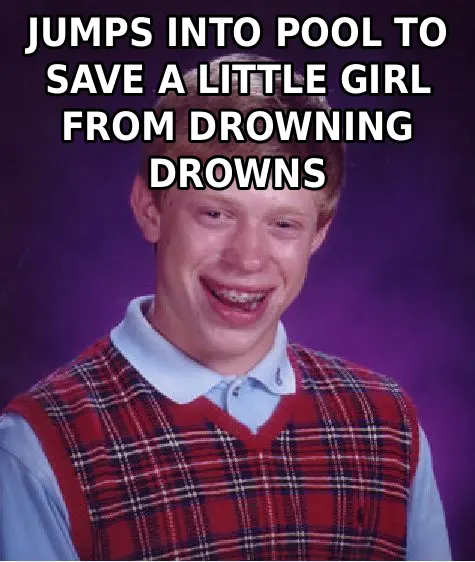 JUMPS INTO POOL TO
SAVE A LITTLE GIRL
FROM DROWNING
DROWNS